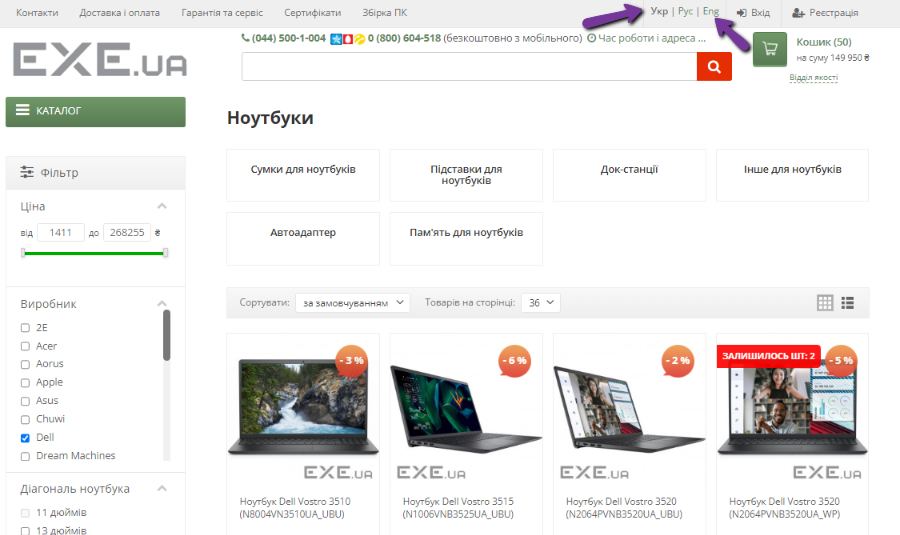 Контакти Доставка і оплата Гарантія та сервіс Сертифікати Збірка ПК Укр | Рус | Eng Вхід Реєстрація
(044) 500-1-004 0 (800) 604-518 (безкоштовно з мобільного) Час роботи і адреса ...
EXE.UA
Кошик (50)
на суму 149 950 ₴
Відділ якості
КАТАЛОГ
Ноутбуки
Фільтр
Ціна
від 1411 до 268255 ₴
Виробник
2E
Acer
Aorus
Apple
Asus
Chuwi
Dell
Dream Machines
Діагональ ноутбука
11 дюймів
13 дюймів
Сумки для ноутбуків
Підставки для
ноутбуків
Док-станції
Інше для ноутбуків
Автоадаптер
Пам'ять для ноутбуків
Сортувати: за замовчуванням Товарів на сторінці: 36
- 3 %
EXE.UA
Ноутбук Dell Vostro 3510
(N8004VN3510UA_UBU)
- 6 %
EXE.UA
Ноутбук Dell Vostro 3515
(N1006VNB3525UA_UBU)
- 2 %
EXE.UA
Ноутбук Dell Vostro 3520
(N2064PVNB3520UA_UBU)
ЗАЛИШИЛОСЬ ШТ: 2
- 5 %
EXE.UA
Ноутбук Dell Vostro 3520
(N2064PVNB3520UA_WP)